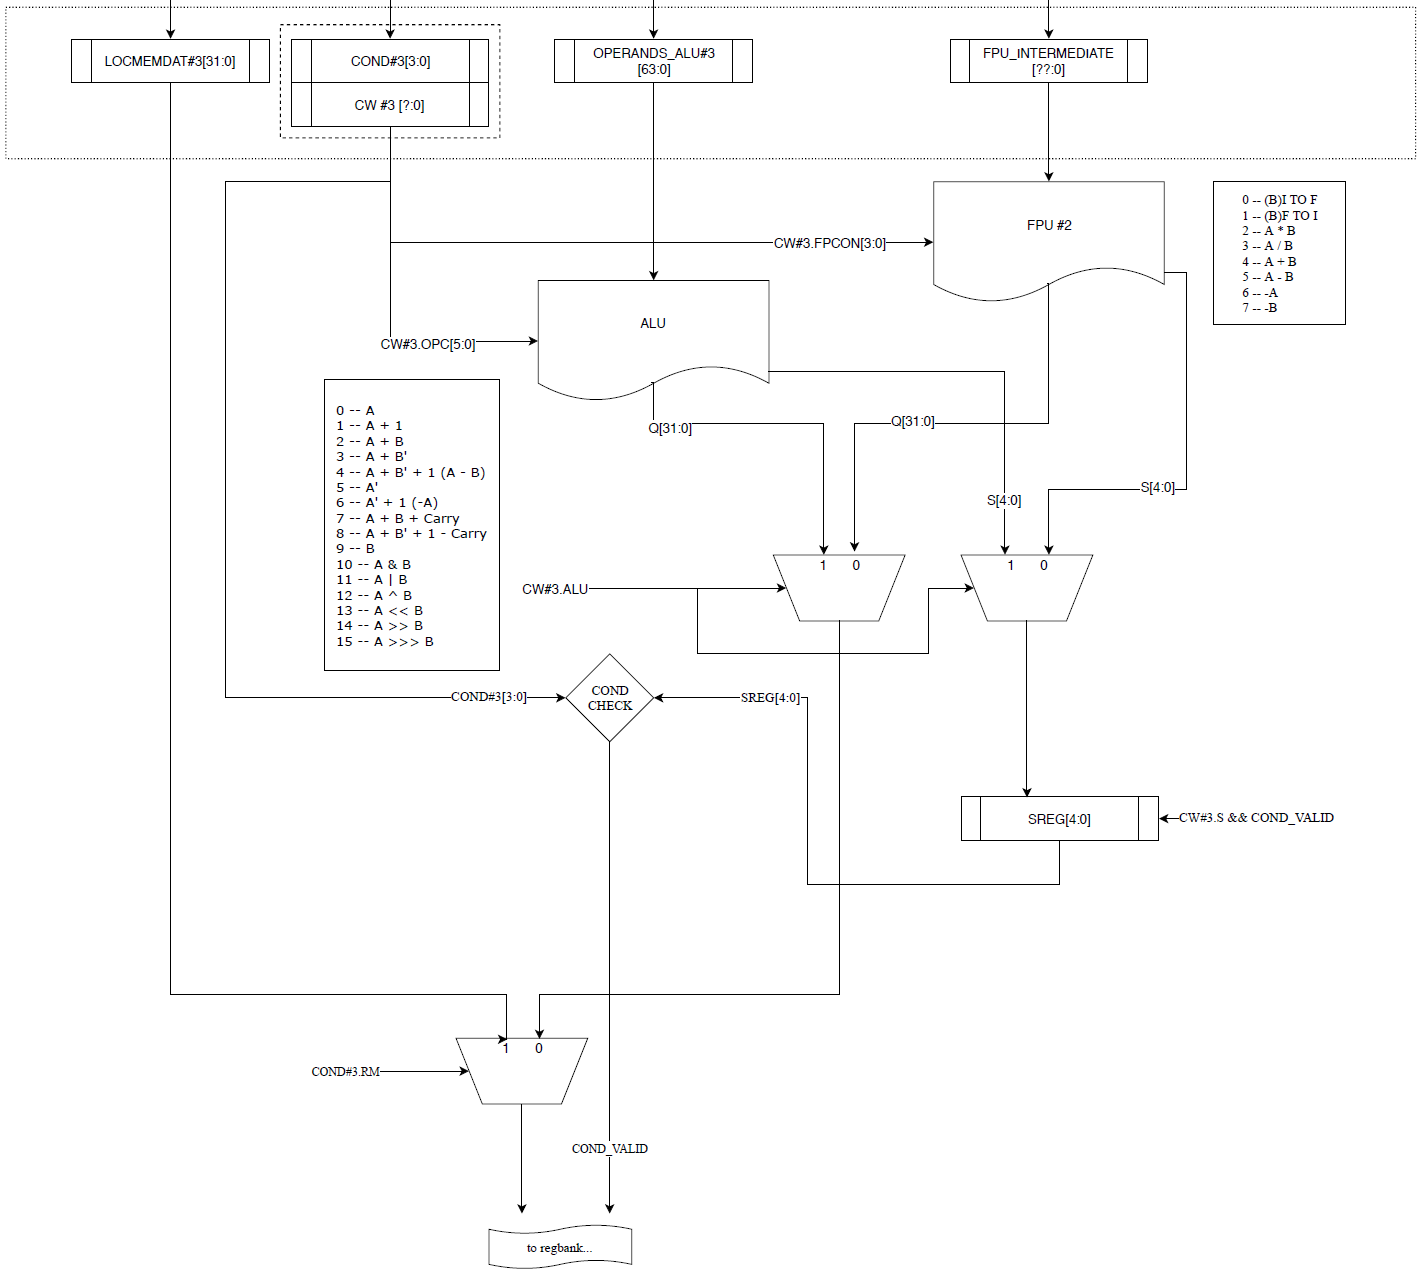 LOCMEMDAT#3[31:0]
COND#3[3:0]
CW #3 [?:0]
OPERANDS_ALU#3
[63:0]
FPU_INTERMEDIATE
[??:0]
FPU #2
0 -- (B)I TO F
1 -- (B)F TO I
2 -- A * B
3 -- A / B
4 -- A + B
5 -- A - B
6 -- -A
7 -- -B
CW#3.FPCON[3:0]
ALU
CW#3.OPC[5:0]
0 -- A
1 -- A + 1
2 -- A + B
3 -- A + B'
4 -- A + B' + 1 (A - B)
5 -- A'
6 -- A' + 1 (-A)
7 -- A + B + Carry
8 -- A + B' + 1 - Carry
9 -- B
10 -- A & B
11 -- A | B
12 -- A ^ B
13 -- A << B
14 -- A >> B
15 -- A >>> B
Q[31:0]
Q[31:0]
S[4:0]
S[4:0]
1 0
1 0
CW#3.ALU
COND#3[3:0]
COND
CHECK
SREG[4:0]
SREG[4:0]
CW#3.S && COND_VALID
1 0
COND#3.RM
COND_VALID
to regbank...